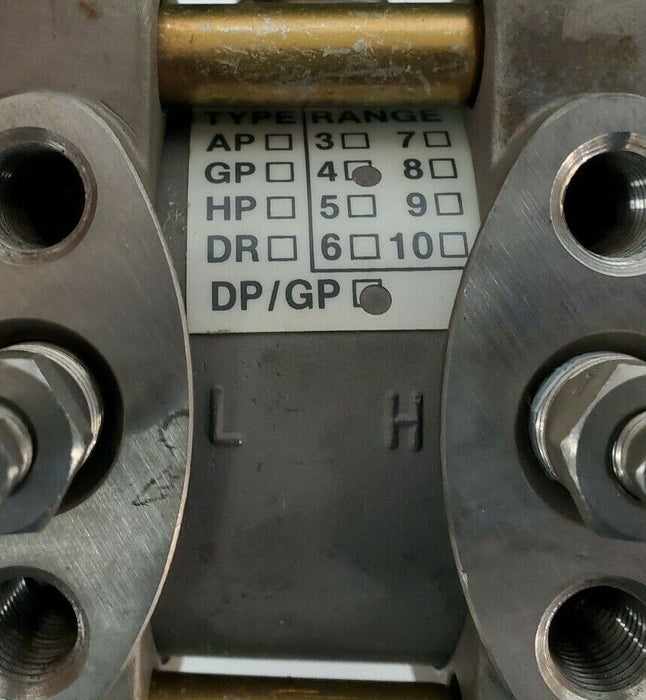 TYPE RANGE
AP □ 3 □ 7 □
GP □ 4 □ 8 □
HP □ 5 □ 9 □
DR □ 6 □ 10 □
DP/GP □
L H